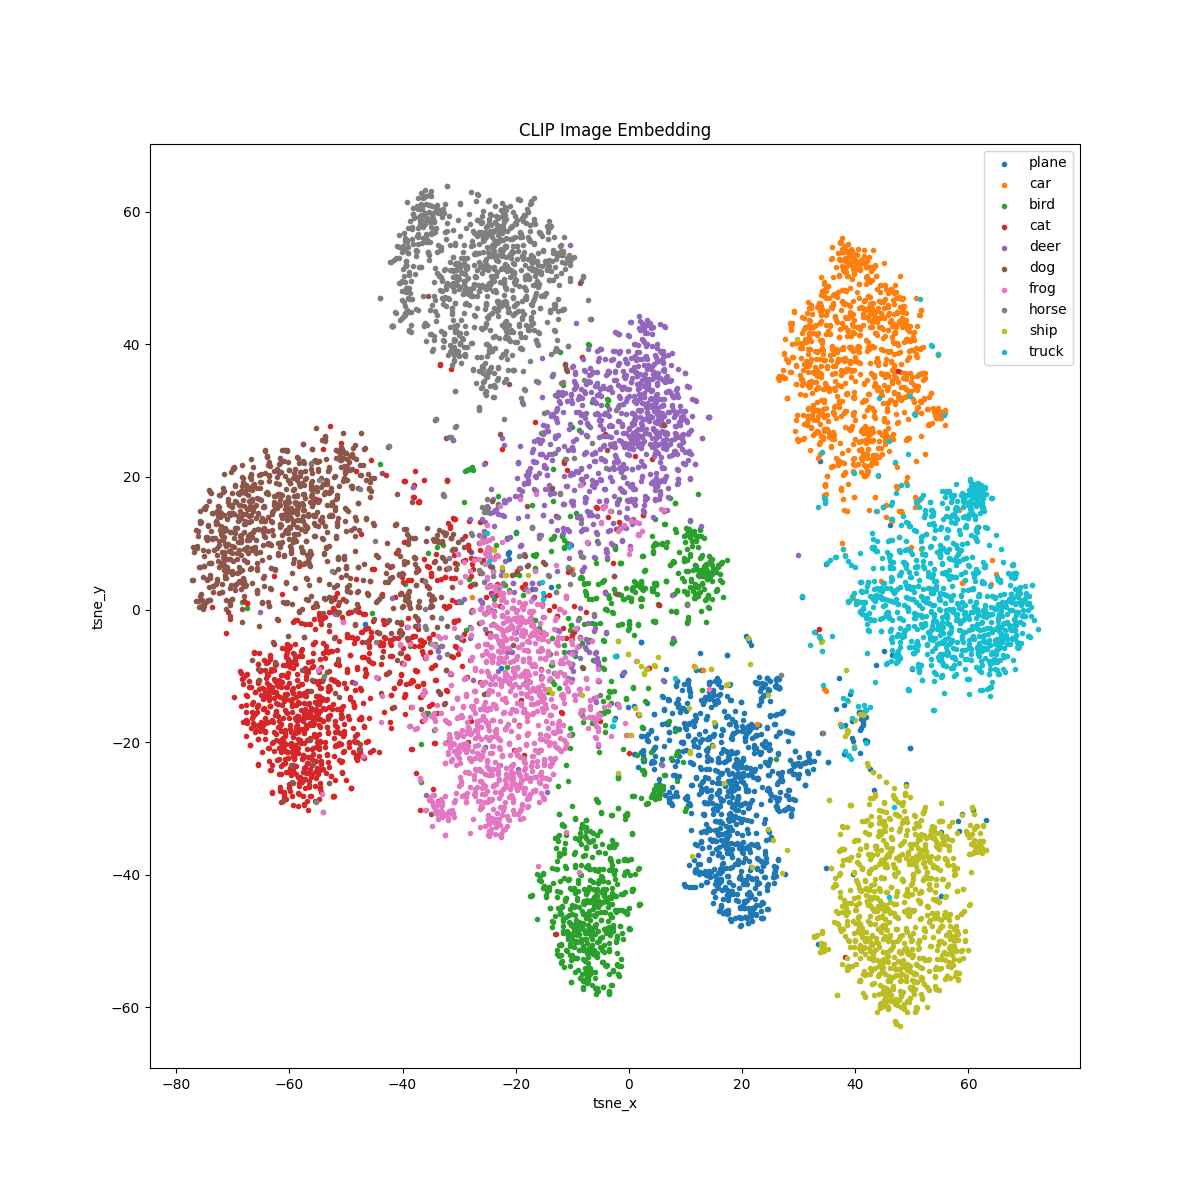 CLIP Image Embedding
plane
car
bird
cat
deer
dog
frog
horse
ship
truck
60
40
20
0
−20
−40
−60
tsne_y
−80
−60
−40
−20
0
20
40
60
tsne_x